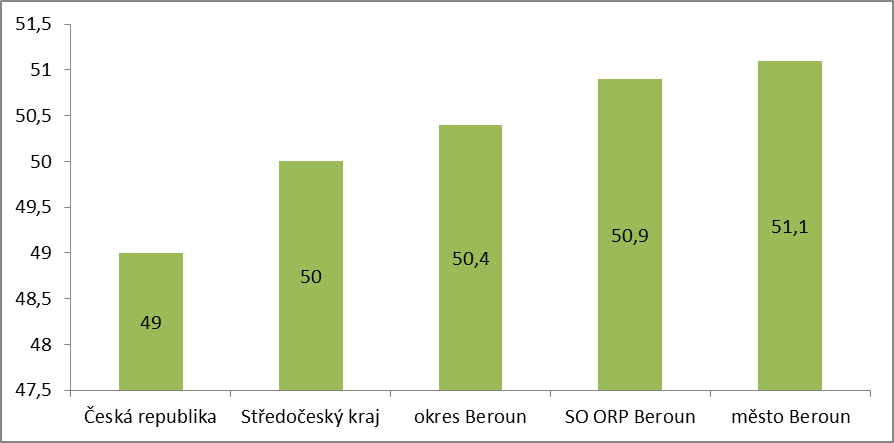 51,5
51
50,5
50
49,5
49
48,5
48
47,5
49
50
50,4
50,9
51,1
Česká republika
Středočeský kraj
okres Beroun
SO ORP Beroun
město Beroun